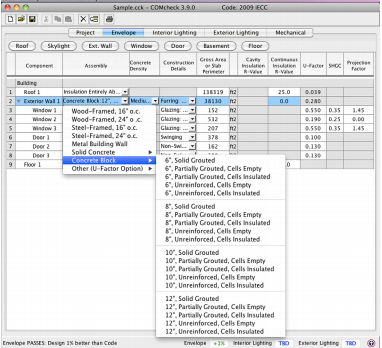 Sample.cck - COMcheck 3.9.0 Code: 2009 IECC
Project Envelope Interior Lighting Exterior Lighting Mechanical
Roof Skylight Ext. Wall Window Door Basement Floor
Component Assembly Concrete Density Construction Details Gross Area or Slab Perimeter Cavity Insulation R-Value Continuous Insulation R-Value U-Factor SHGC Projection Factor
Building
1 Roof 1 Insulation Entirely Ab... 138319 ft2 25.0 0.039
2 Exterior Wall 1 Concrete Block:12", ... Mediu... Furring: ... 38130 ft2 0.0 0.280
3 Window 1 Glazing: ... 152 ft2 0.550 0.35 1.45
4 Window 2 Glazing: ... 532 ft2 0.190 0.25 0.00
5 Window 3 Glazing: ... 207 ft2 0.550 0.35 1.45
6 Door 1 Swinging 378 ft2 0.100
7 Door 2 Non-Swi... 162 ft2 0.130
8 Door 3 0.130
9 Floor 1
Wood-Framed, 16" o.c.
Wood-Framed, 24" o.c.
Steel-Framed, 16" o.c.
Steel-Framed, 24" o.c.
Metal Building Wall
Solid Concrete
Concrete Block
Other (U-Factor Option)
6", Solid Grouted
6", Partially Grouted, Cells Empty
6", Partially Grouted, Cells Insulated
6", Unreinforced, Cells Empty
6", Unreinforced, Cells Insulated
8", Solid Grouted
8", Partially Grouted, Cells Empty
8", Partially Grouted, Cells Insulated
8", Unreinforced, Cells Empty
8", Unreinforced, Cells Insulated
10", Solid Grouted
10", Partially Grouted, Cells Empty
10", Partially Grouted, Cells Insulated
10", Unreinforced, Cells Empty
10", Unreinforced, Cells Insulated
12", Solid Grouted
12", Partially Grouted, Cells Empty
12", Partially Grouted, Cells Insulated
12", Unreinforced, Cells Empty
12", Unreinforced, Cells Insulated
Envelope PASSES: Design 1% better than Code Envelope +1% Interior Lighting TBD Exterior Lighting TBD